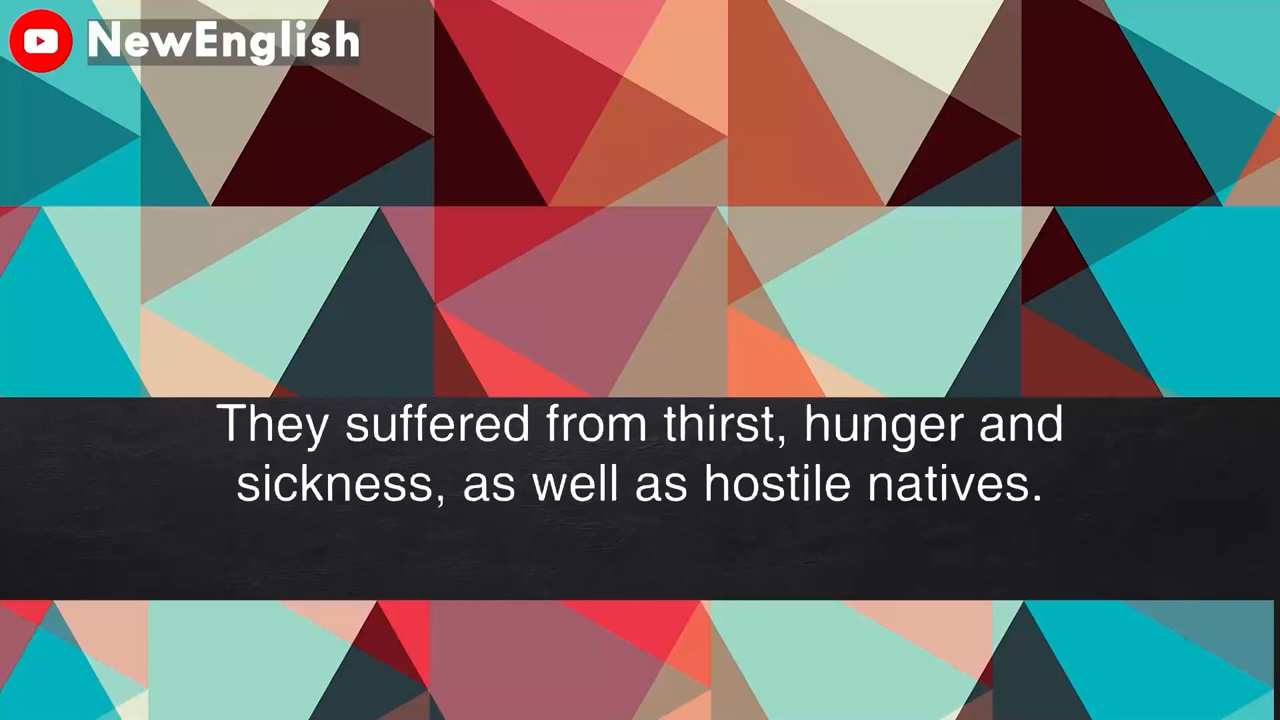 NewEnglish
They suffered from thirst, hunger and
sickness, as well as hostile natives.